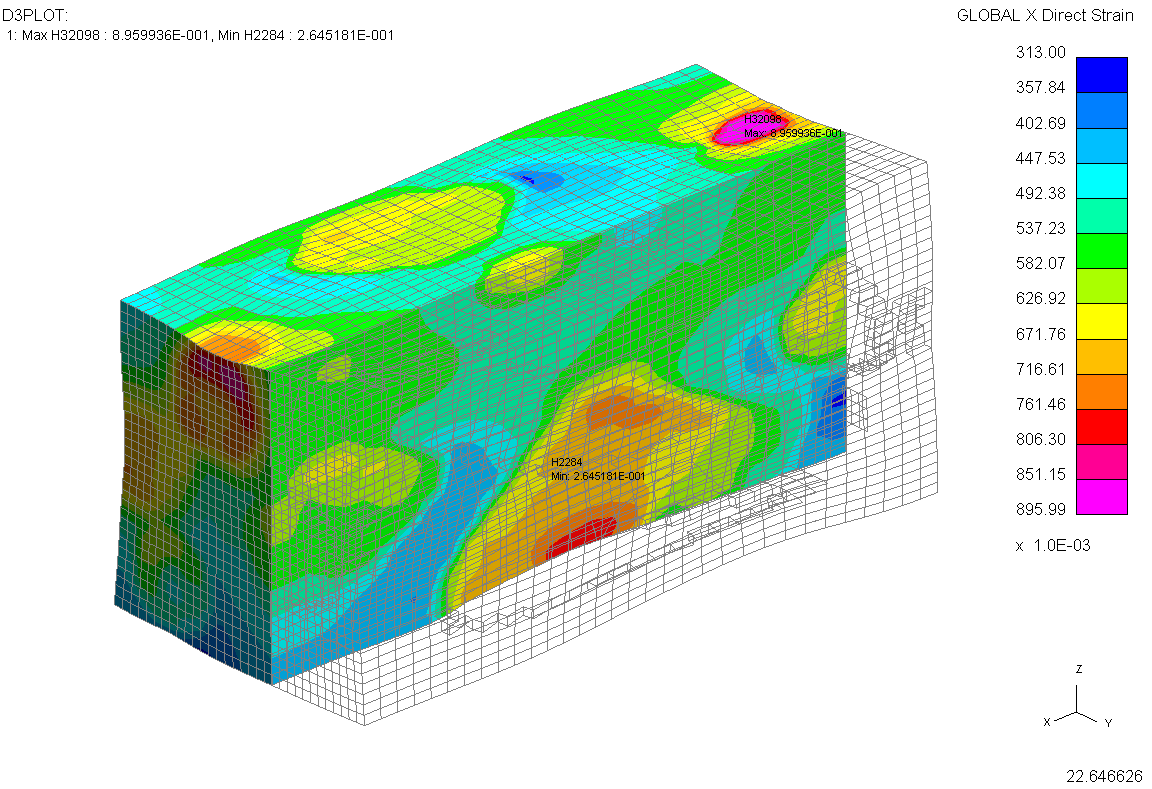 D3PLOT:
1: Max H32098 : 8.959936E-001, Min H2284 : 2.645181E-001
GLOBAL X Direct Strain
313.00
357.84
402.69
447.53
492.38
537.23
582.07
626.92
671.76
716.61
761.46
806.30
851.15
895.99
x 1.0E-03
H32098
Max: 8.959936E-001
H2284
Min: 2.645181E-001
Z
X
Y
22.646626